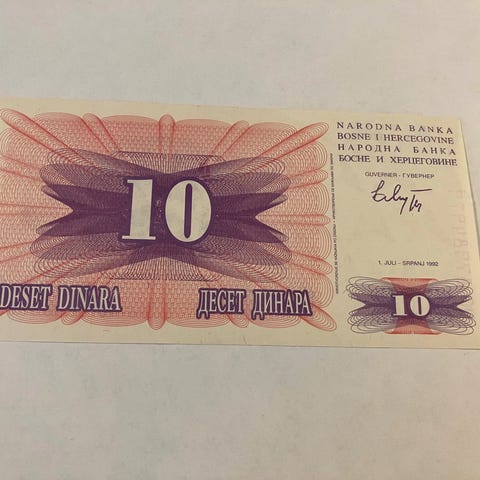 NARODNA BANKA
BOSNE I HERCEGOVINE
НАРОДНА БАНКА
БОСНЕ И ХЕРЦЕГОВИНЕ
GUVERNER - ГУВЕРНЕР
10
1. JULI - SRPANJ 1992
DESET DINARA
ДЕСЕТ ДИНАРА
10